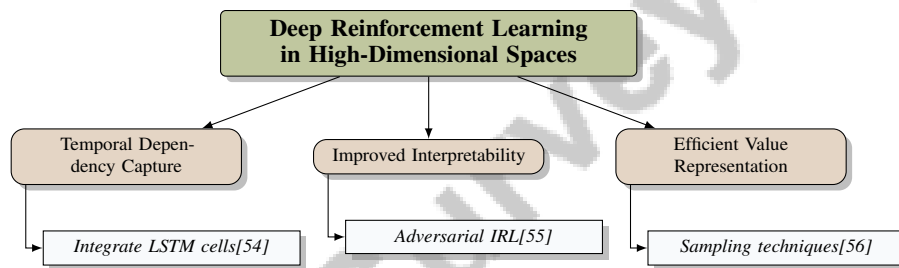 Deep Reinforcement Learning
in High-Dimensional Spaces
Temporal Depen-
dency Capture
Improved Interpretability
Efficient Value
Representation
Integrate LSTM cells[54]
Adversarial IRL[55]
Sampling techniques[56]